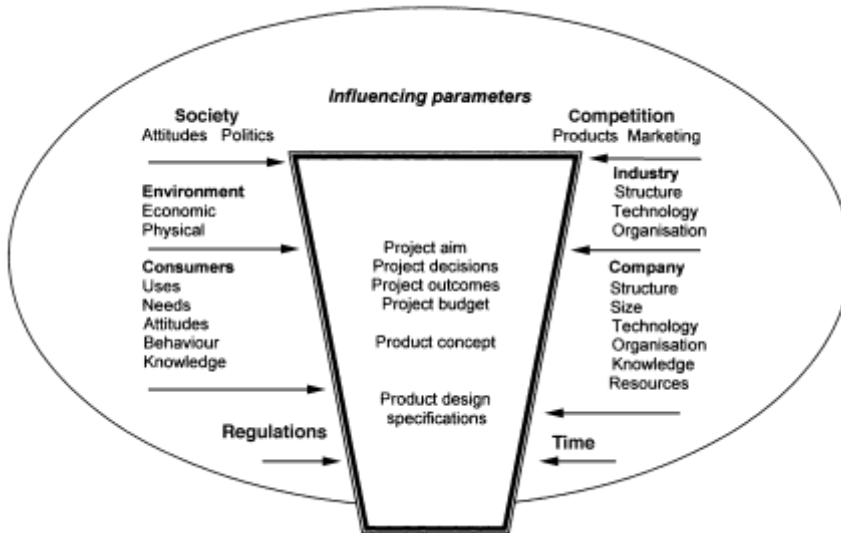 Influencing parameters
Society
Attitudes Politics
Environment
Economic
Physical
Consumers
Uses
Needs
Attitudes
Behaviour
Knowledge
Regulations
Project aim
Project decisions
Project outcomes
Project budget
Product concept
Product design
specifications
Competition
Products Marketing
Industry
Structure
Technology
Organisation
Company
Structure
Size
Technology
Organisation
Knowledge
Resources
Time